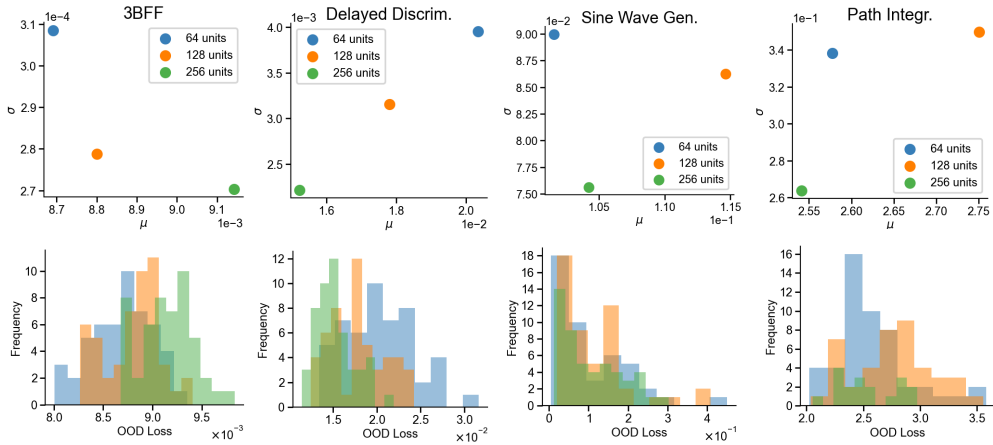 3BFF
1e−4
3.1
3.0
2.9
2.8
2.7
σ
8.7
8.8
8.9
9.0
9.1
μ
1e−3
64 units
128 units
256 units
Delayed Discrim.
1e−3
4.0
3.5
3.0
2.5
σ
1.6
1.8
2.0
μ
1e−2
64 units
128 units
256 units
Sine Wave Gen.
1e−2
9.00
8.75
8.50
8.25
8.00
7.75
7.50
σ
1.05
1.10
1.15
μ
1e−1
64 units
128 units
256 units
Path Integr.
1e−1
3.4
3.2
3.0
2.8
2.6
σ
2.55
2.60
2.65
2.70
2.75
μ
64 units
128 units
256 units
10
8
6
4
2
0
Frequency
8.0
8.5
9.0
9.5
OOD Loss
×10⁻³
12
10
8
6
4
2
0
Frequency
1.5
2.0
2.5
3.0
OOD Loss
×10⁻²
18
16
14
12
10
8
6
4
2
0
Frequency
0
1
2
3
4
OOD Loss
×10⁻¹
16
14
12
10
8
6
4
2
0
Frequency
2.0
2.5
3.0
3.5
OOD Loss
×10⁻¹